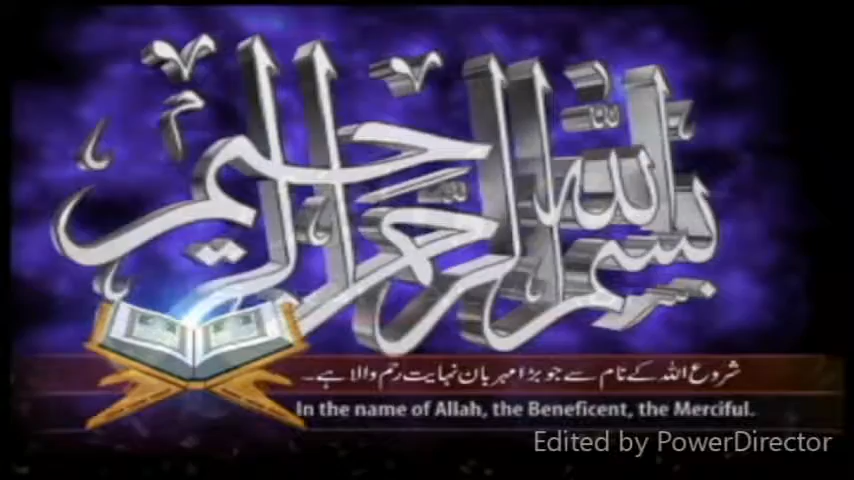 بسم الله الرحمن الرحيم
شروع اللہ کے نام سے جو بڑا مہربان نہایت رحم والا ہے۔
In the name of Allah, the Beneficent, the Merciful.
Edited by PowerDirector